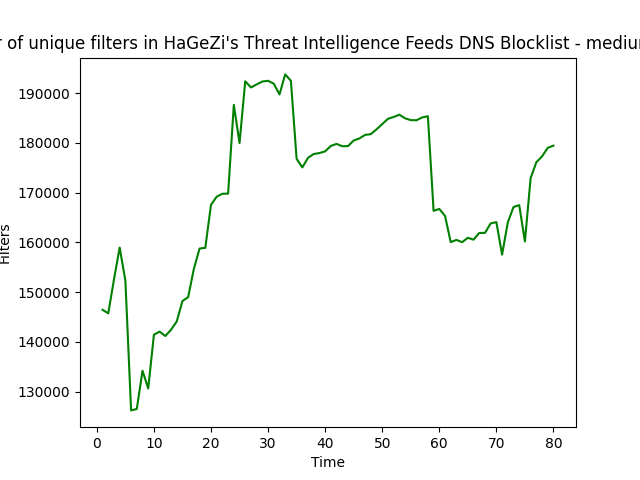 of unique filters in HaGeZi's Threat Intelligence Feeds DNS Blocklist -
190000
180000
170000
160000
150000
140000
130000
Filters
0 10 20 30 40 50 60 70 80
Time